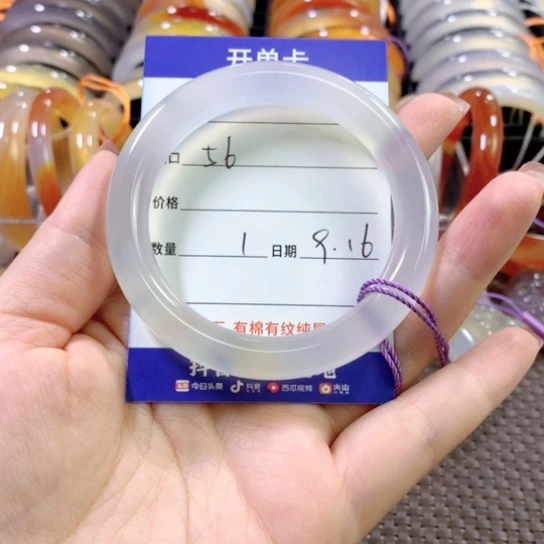 开单卡
口 56
价格
数量 1 日期 9.16
有棉有纹纯属
今日头条 抖音 西瓜视频 火山